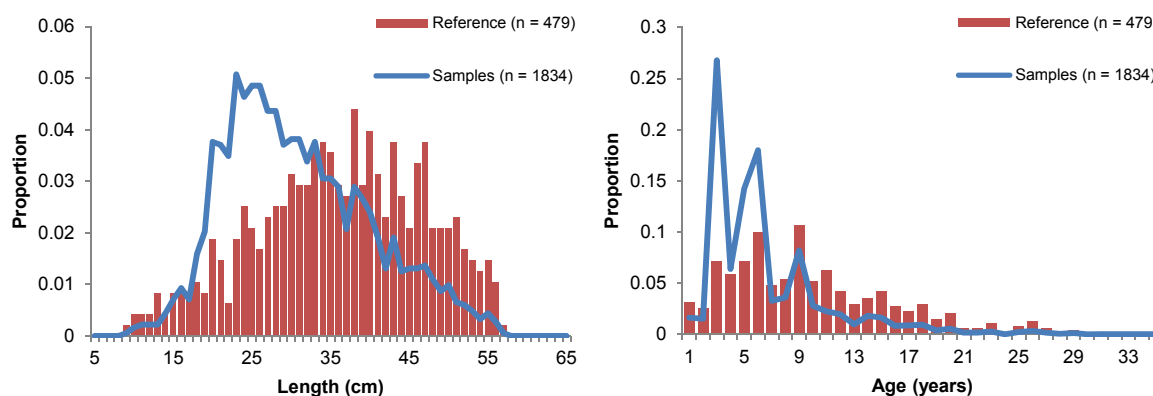 0.06
0.05
0.04
0.03
0.02
0.01
0
Proportion
Reference (n = 479)
Samples (n = 1834)
5 15 25 35 45 55 65
Length (cm)
0.3
0.25
0.2
0.15
0.1
0.05
0
Proportion
Reference (n = 479
Samples (n = 1834)
1 5 9 13 17 21 25 29 33
Age (years)